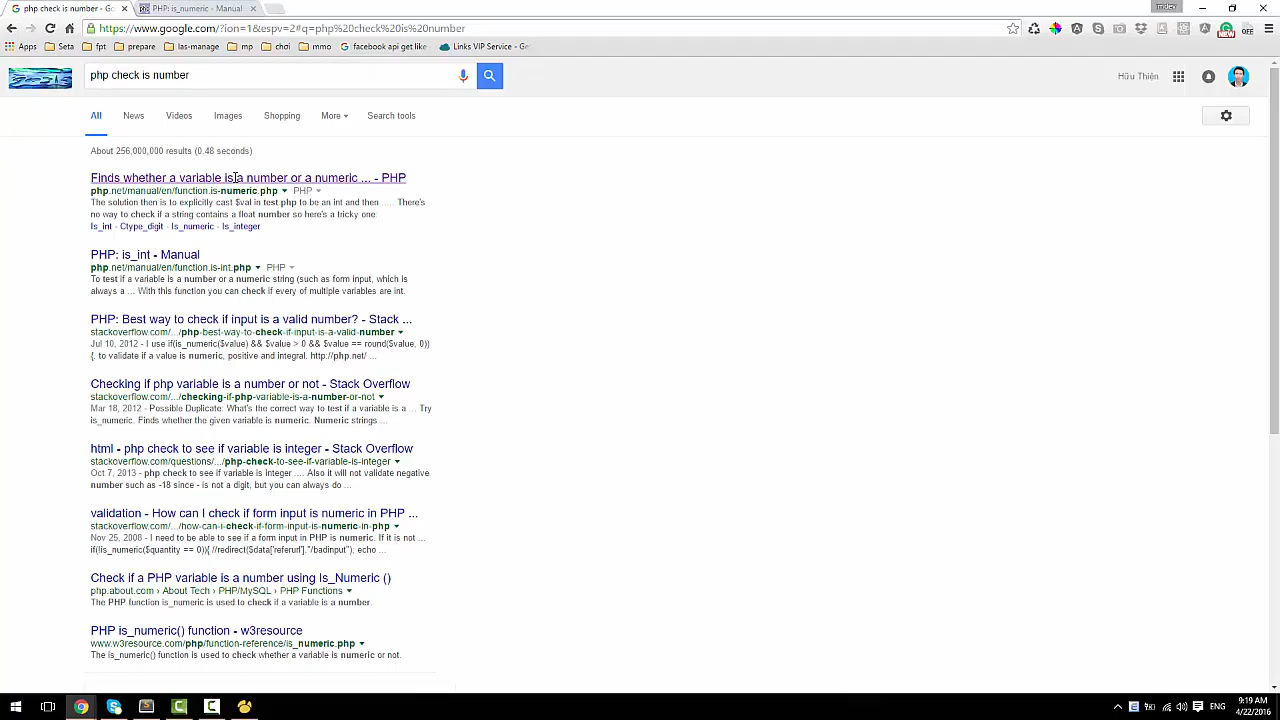 php check is number - Go
PHP: is_numeric - Manual
https://www.google.com/?ion=1&espv=2#q=php%20check%20is%20number
Apps Seta fpt prepare las-manage mp choi mmo facebook api get like Links VIP Service - Ge
php check is number
Hữu Thiện
All News Videos Images Shopping More Search tools
About 256,000,000 results (0.48 seconds)
Finds whether a variable is a number or a numeric ... - PHP
php.net/manual/en/function.is-numeric.php PHP
The solution then is to explicitly cast $val in test.php to be an int and then ..... There's
no way to check if a string contains a float number so here's a tricky one:
Is_int - Ctype_digit - Is_numeric - Is_integer
PHP: is_int - Manual
php.net/manual/en/function.is-int.php PHP
To test if a variable is a number or a numeric string (such as form input, which is
always a ... With this function you can check if every of multiple variables are int.
PHP: Best way to check if input is a valid number? - Stack ...
stackoverflow.com/.../php-best-way-to-check-if-input-is-a-valid-number
Jul 10, 2012 - I use if(is_numeric($value) && $value > 0 && $value == round($value, 0))
{. to validate if a value is numeric, positive and integral. http://php.net/ ...
Checking if php variable is a number or not - Stack Overflow
stackoverflow.com/.../checking-if-php-variable-is-a-number-or-not
Mar 18, 2012 - Possible Duplicate: What's the correct way to test if a variable is a ... Try
is_numeric. Finds whether the given variable is numeric. Numeric strings ...
html - php check to see if variable is integer - Stack Overflow
stackoverflow.com/questions/.../php-check-to-see-if-variable-is-integer
Oct 7, 2013 - php check to see if variable is integer .... Also it will not validate negative
number such as -18 since - is not a digit, but you can always do ...
validation - How can I check if form input is numeric in PHP ...
stackoverflow.com/.../how-can-i-check-if-form-input-is-numeric-in-php
Nov 25, 2008 - I need to be able to see if a form input in PHP is numeric. If it is not ...
if(!is_numeric($quantity == 0)){ //redirect($data['referurl']."/badinput"); echo ...
Check if a PHP variable is a number using Is_Numeric ()
php.about.com › About Tech › PHP/MySQL › PHP Functions
The PHP function is_numeric is used to check if a variable is a number.
PHP is_numeric() function - w3resource
www.w3resource.com/php/function-reference/is_numeric.php
The is_numeric() function is used to check whether a variable is numeric or not.
ENG
9:19 AM
4/22/2016